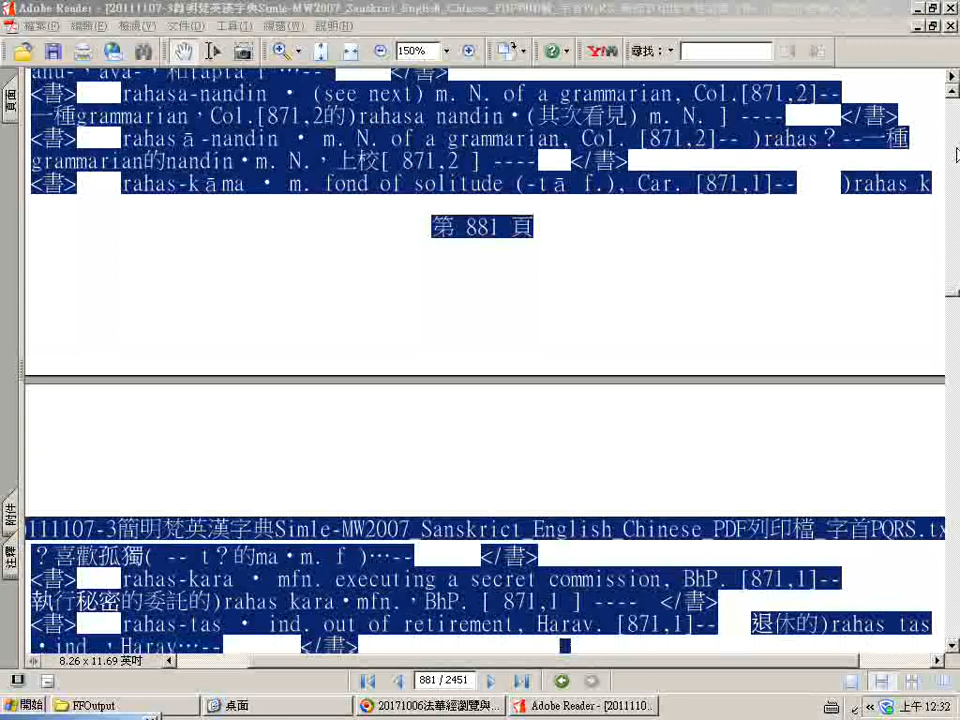 Adobe Reader - [20111107-3簡明梵英漢字典Simle-MW2007_Sanskrict_English_Chinese_PDF列印檔_字首PQRS.
檔案(F) 編輯(E) 檢視(V) 文件(D) 工具(T) 視窗(W) 說明(H)
150% 尋找:
頁面
anu-，ava-，和tapta f…-- </書>
<書> rahasa-nandin • (see next) m. N. of a grammarian, Col.[871,2]--
一種grammarian，Col.[871,2的)rahasa nandin•(其次看見) m. N. ] ---- </書>
<書> rahasā-nandin • m. N. of a grammarian, Col. [871,2]-- )rahas？--一種
grammarian的nandin•m. N.，上校[ 871,2 ] ---- </書>
<書> rahas-kāma • m. fond of solitude (-tā f.), Car. [871,1]-- )rahas k
第 881 頁
附件
注釋
111107-3簡明梵英漢字典Simle-MW2007_Sanskrict_English_Chinese_PDF列印檔_字首PQRS.tx
？喜歡孤獨( -- t？的ma•m. f )…-- </書>
<書> rahas-kara • mfn. executing a secret commission, BhP. [871,1]--
執行秘密的委託的)rahas kara•mfn.，BhP. [ 871,1 ] ---- </書>
<書> rahas-tas • ind. out of retirement, Harav. [871,1]-- 退休的)rahas tas
•ind.，Harav…-- </書>
8.26 x 11.69 英吋
881 / 2451
開始 FFOutput 桌面 20171006法華經瀏覽與... Adobe Reader - [2011110... 上午 12:32